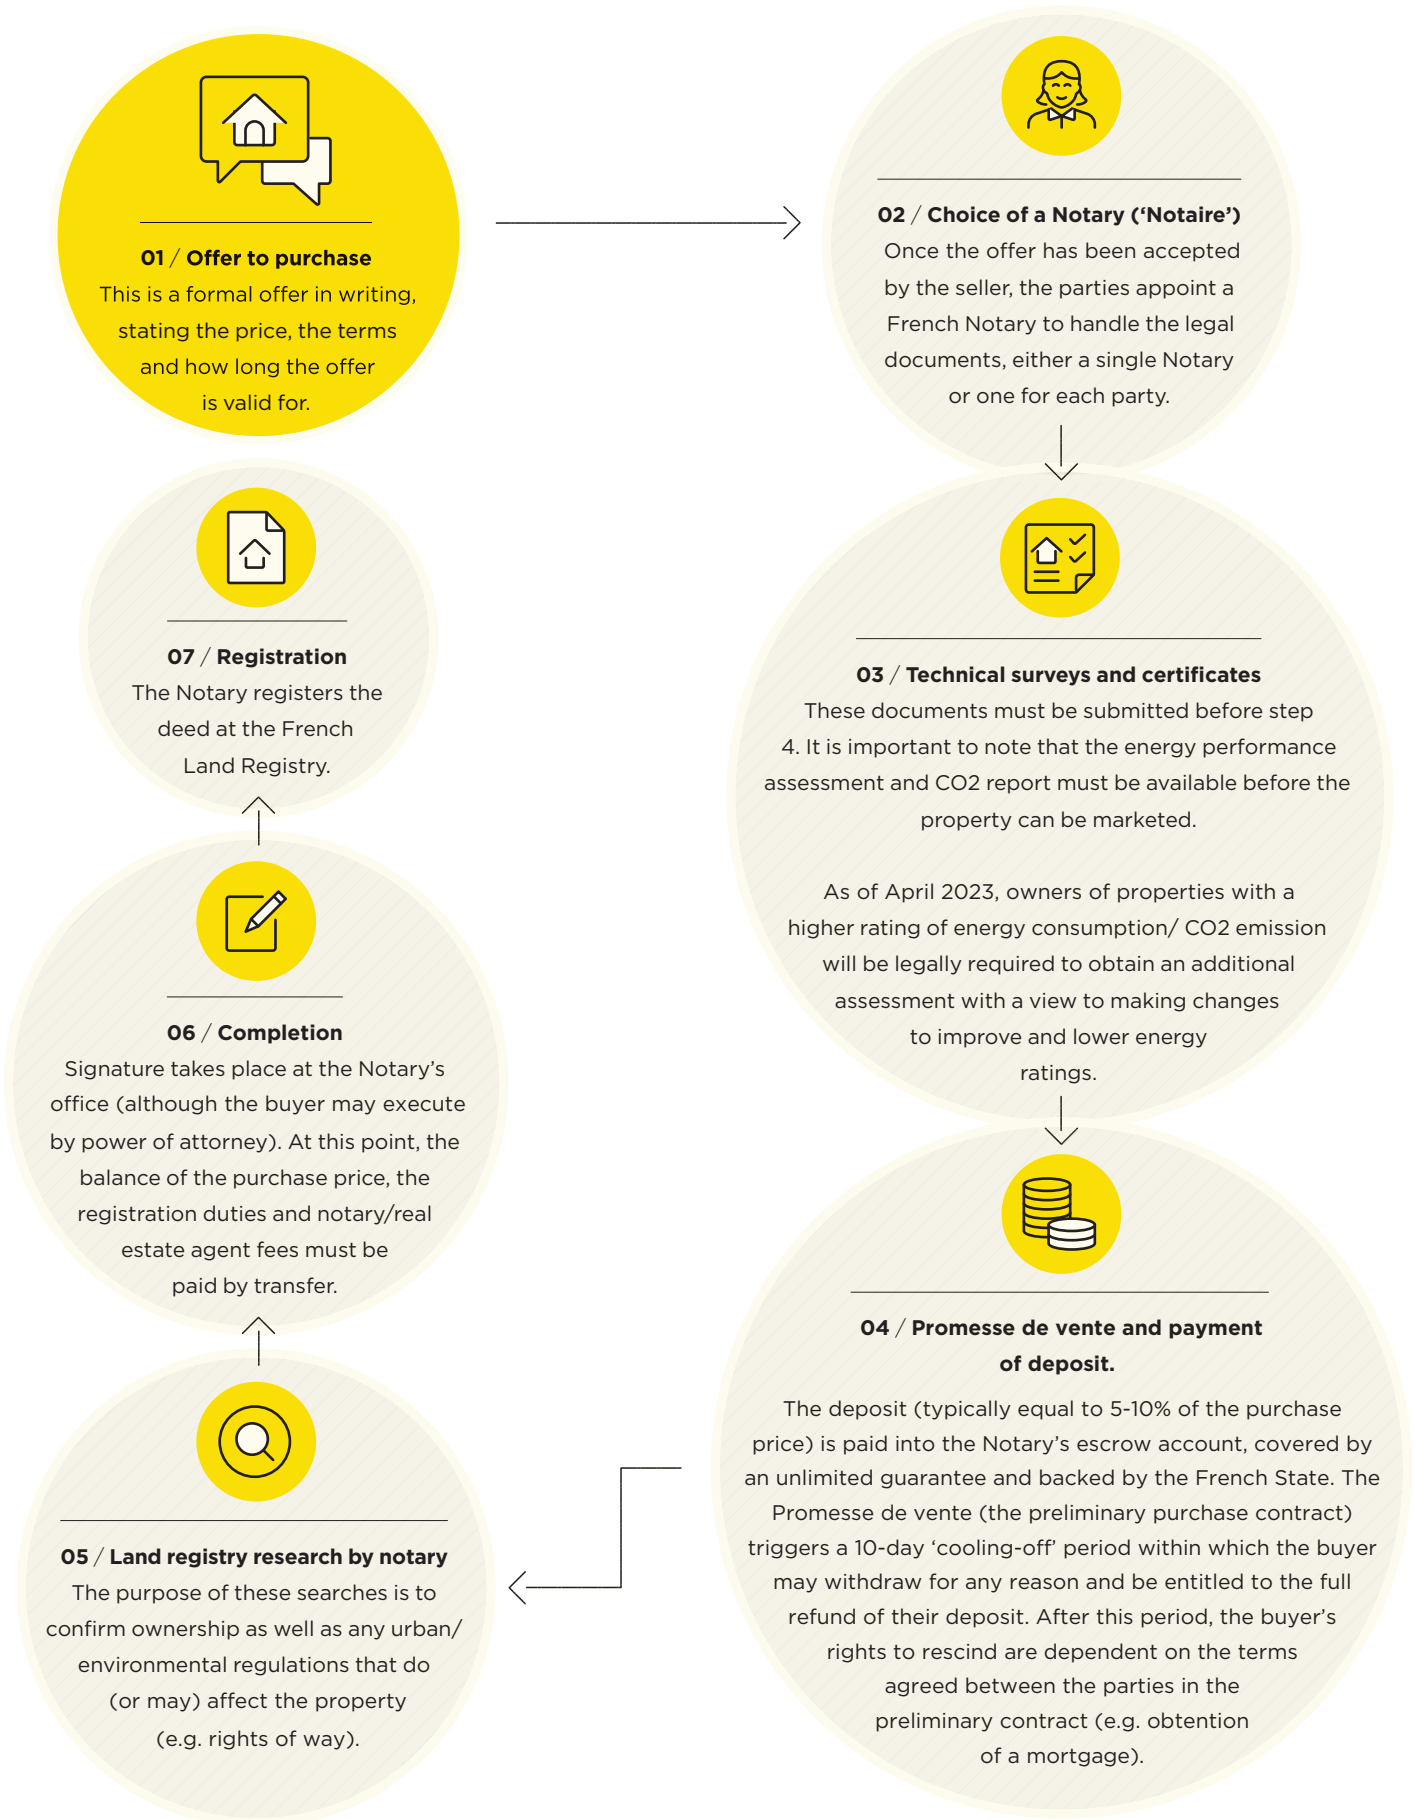 01 / Offer to purchase
This is a formal offer in writing,
stating the price, the terms
and how long the offer
is valid for.
02 / Choice of a Notary (‘Notaire’)
Once the offer has been accepted
by the seller, the parties appoint a
French Notary to handle the legal
documents, either a single Notary
or one for each party.
03 / Technical surveys and certificates
These documents must be submitted before step
4. It is important to note that the energy performance
assessment and CO2 report must be available before the
property can be marketed.
As of April 2023, owners of properties with a
higher rating of energy consumption/ CO2 emission
will be legally required to obtain an additional
assessment with a view to making changes
to improve and lower energy
ratings.
04 / Promesse de vente and payment
of deposit.
The deposit (typically equal to 5-10% of the purchase
price) is paid into the Notary’s escrow account, covered by
an unlimited guarantee and backed by the French State. The
Promesse de vente (the preliminary purchase contract)
triggers a 10-day ‘cooling-off’ period within which the buyer
may withdraw for any reason and be entitled to the full
refund of their deposit. After this period, the buyer’s
rights to rescind are dependent on the terms
agreed between the parties in the
preliminary contract (e.g. obtention
of a mortgage).
05 / Land registry research by notary
The purpose of these searches is to
confirm ownership as well as any urban/
environmental regulations that do
(or may) affect the property
(e.g. rights of way).
06 / Completion
Signature takes place at the Notary’s
office (although the buyer may execute
by power of attorney). At this point, the
balance of the purchase price, the
registration duties and notary/real
estate agent fees must be
paid by transfer.
07 / Registration
The Notary registers the
deed at the French
Land Registry.